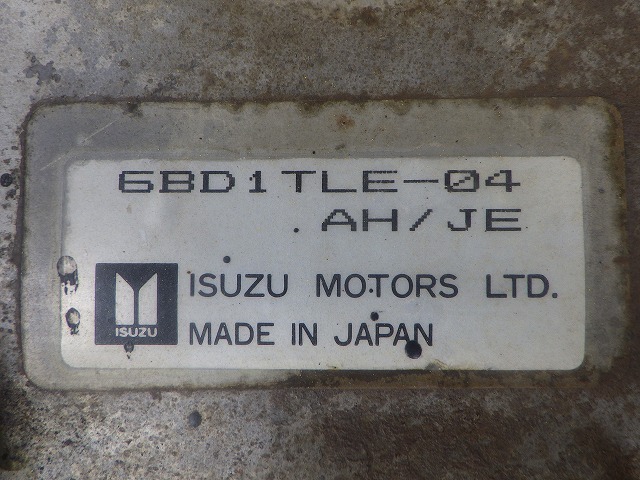 6BD1TLE-04
AH/JE
ISUZU MOTORS LTD.
ISUZU
MADE IN JAPAN